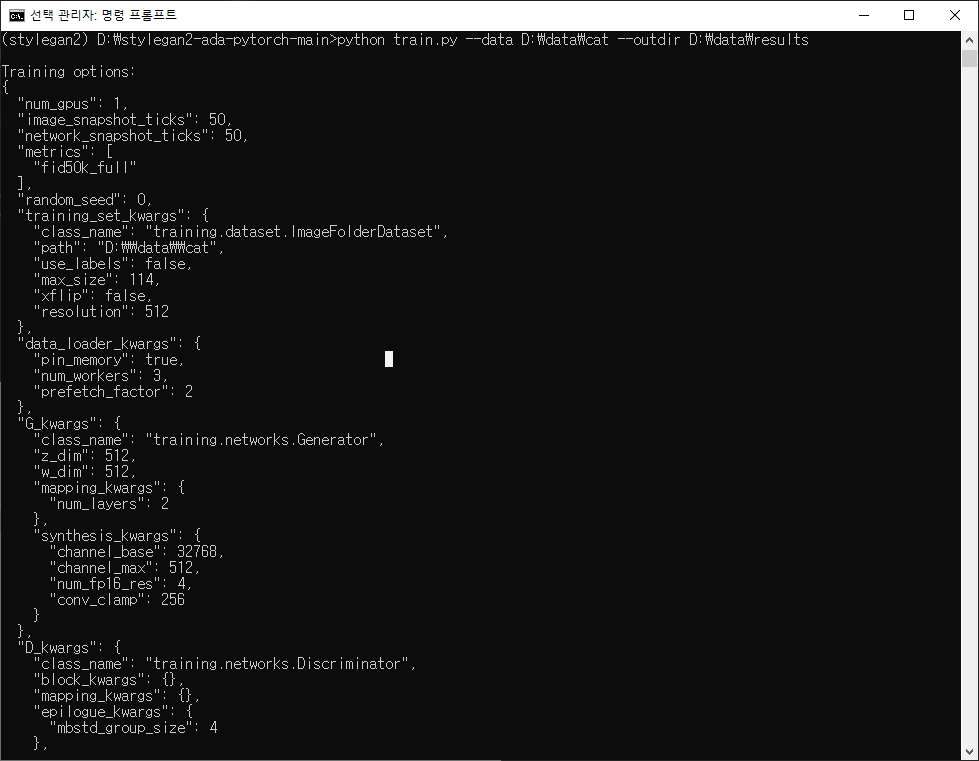 선택 관리자: 명령 프롬프트
(stylegan2) D:₩stylegan2-ada-pytorch-main>python train.py --data D:₩data₩cat --outdir D:₩data₩results
Training options:
{
  "num_gpus": 1,
  "image_snapshot_ticks": 50,
  "network_snapshot_ticks": 50,
  "metrics": [
    "fid50k_full"
  ],
  "random_seed": 0,
  "training_set_kwargs": {
    "class_name": "training.dataset.ImageFolderDataset",
    "path": "D:₩₩data₩₩cat",
    "use_labels": false,
    "max_size": 114,
    "xflip": false,
    "resolution": 512
  },
  "data_loader_kwargs": {
    "pin_memory": true,
    "num_workers": 3,
    "prefetch_factor": 2
  },
  "G_kwargs": {
    "class_name": "training.networks.Generator",
    "z_dim": 512,
    "w_dim": 512,
    "mapping_kwargs": {
      "num_layers": 2
    },
    "synthesis_kwargs": {
      "channel_base": 32768,
      "channel_max": 512,
      "num_fp16_res": 4,
      "conv_clamp": 256
    }
  },
  "D_kwargs": {
    "class_name": "training.networks.Discriminator",
    "block_kwargs": {},
    "mapping_kwargs": {},
    "epilogue_kwargs": {
      "mbstd_group_size": 4
    },